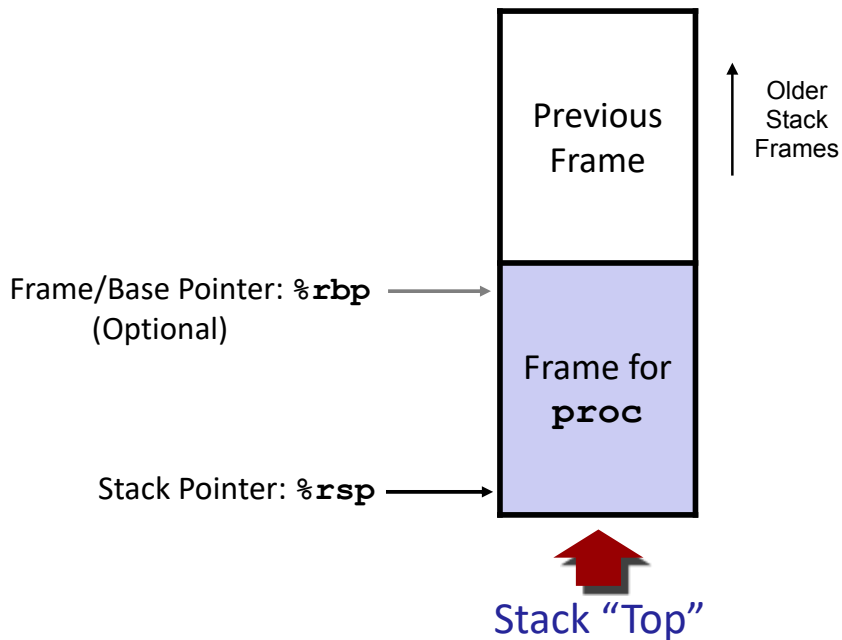 Previous
Frame
Older
Stack
Frames
Frame/Base Pointer: %rbp
(Optional)
Frame for
proc
Stack Pointer: %rsp
Stack “Top”